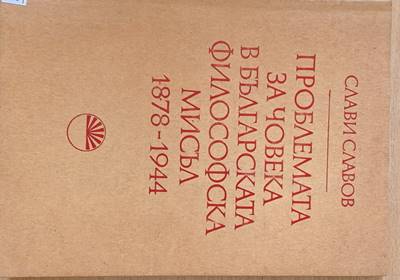 СЛАВИ СЛАВОВ
ПРОБЛЕМАТА
ЗА ЧОВЕКА
В БЪЛГАРСКАТА
ФИЛОСОФСКА
МИСЪЛ
1878-1944